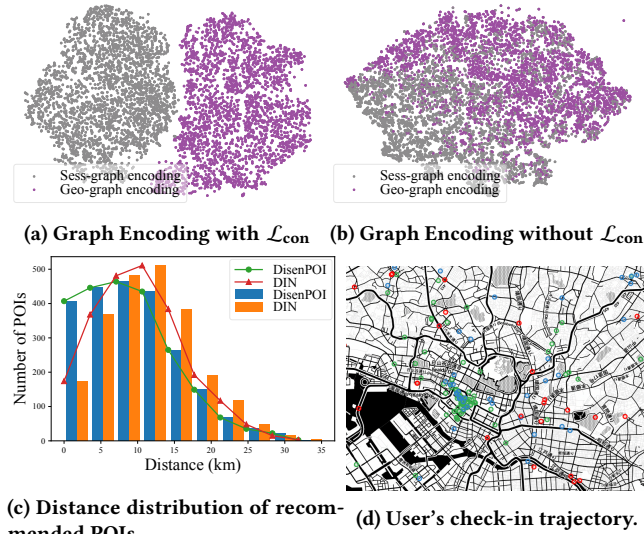 Sess-graph encoding
Geo-graph encoding
Sess-graph encoding
Geo-graph encoding
(a) Graph Encoding with ℒcon
(b) Graph Encoding without ℒcon
500
400
300
200
100
0
Number of POIs
DisenPOI
DIN
DisenPOI
DIN
0 5 10 15 20 25 30 35
Distance (km)
(c) Distance distribution of recom-
mended POIs
(d) User's check-in trajectory.